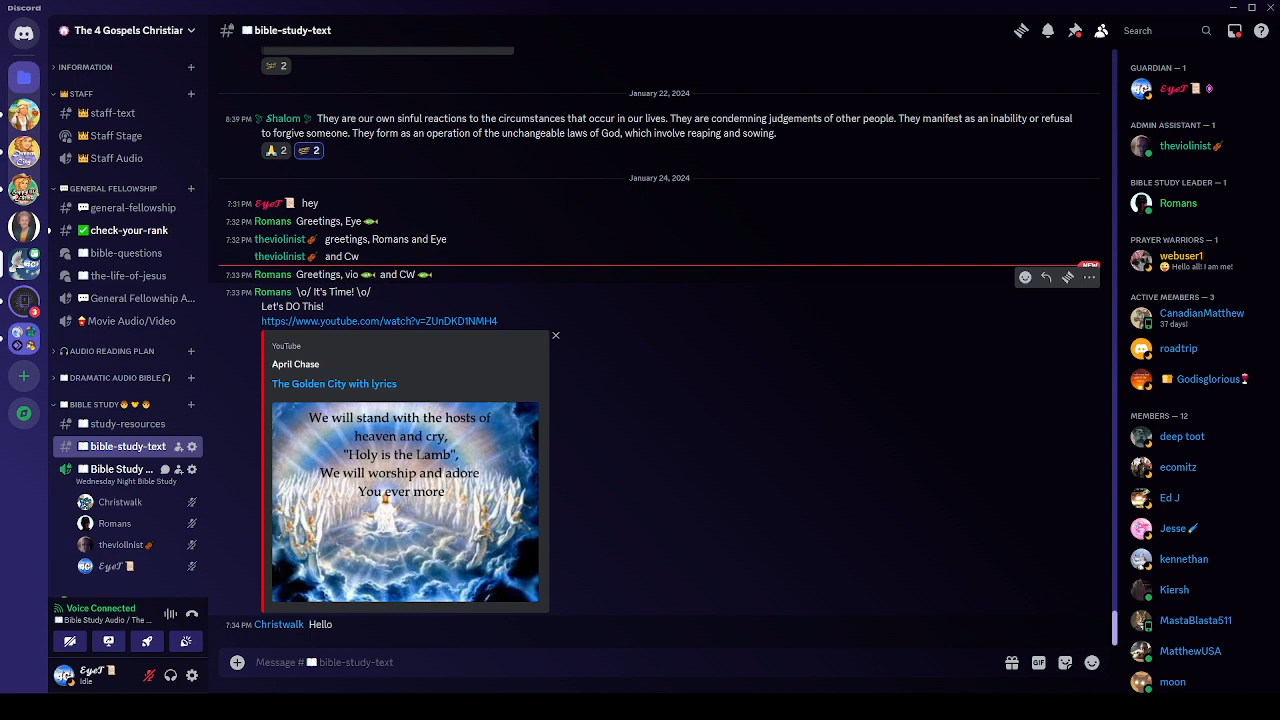 Discord
The 4 Gospels Christian
INFORMATION
STAFF
staff-text
Staff Stage
Staff Audio
GENERAL FELLOWSHIP
general-fellowship
check-your-rank
bible-questions
the-life-of-jesus
General Fellowship A...
Movie Audio/Video
3
AUDIO READING PLAN
DRAMATIC AUDIO BIBLE
BIBLE STUDY
study-resources
bible-study-text
Bible Study ...
Wednesday Night Bible Study
Christwalk
Romans
theviolinist
EyeT
Voice Connected
Bible Study Audio / The ...
EyeT
Idle
bible-study-text
Search
2
January 22, 2024
8:39 PM Shalom They are our own sinful reactions to the circumstances that occur in our lives. They are condemning judgements of other people. They manifest as an inability or refusal
to forgive someone. They form as an operation of the unchangeable laws of God, which involve reaping and sowing.
2 2
January 24, 2024
7:31 PM EyeT hey
7:32 PM Romans Greetings, Eye
7:32 PM theviolinist greetings, Romans and Eye
theviolinist and Cw
NEW
7:33 PM Romans Greetings, vio and CW
7:33 PM Romans \o/ It's Time! \o/
Let's DO This!
https://www.youtube.com/watch?v=ZUnDKD1NMH4
YouTube
April Chase
The Golden City with lyrics
We will stand with the hosts of
heaven and cry,
"Holy is the Lamb",
We will worship and adore
You ever more
7:34 PM Christwalk Hello
Message # bible-study-text
GIF
GUARDIAN — 1
EyeT
ADMIN ASSISTANT — 1
theviolinist
BIBLE STUDY LEADER — 1
Romans
PRAYER WARRIORS — 1
webuser1
Hello all! I am me!
ACTIVE MEMBERS — 3
CanadianMatthew
37 days!
roadtrip
Godisglorious
MEMBERS — 12
deep toot
ecomitz
Ed J
Jesse
kennethan
Kiersh
MastaBlasta511
MatthewUSA
moon